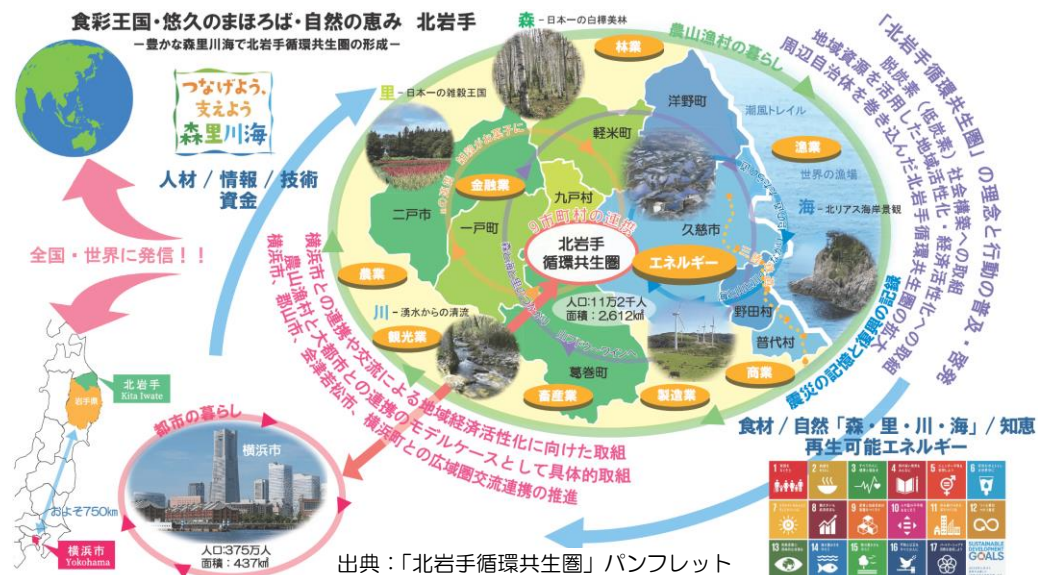 食彩王国・悠久のまほろば・自然の恵み 北岩手
－豊かな森里川海で北岩手循環共生圏の形成－
つなげよう、
支えよう
森里川海
人材 / 情報 / 技術
資金
全国・世界に発信！！
森－日本一の白樺美林
里－日本一の雑穀王国
川－湧水からの清流
海－北リアス海岸景観
農山漁村の暮らし
林業
漁業
金融業
農業
観光業
畜産業
製造業
商業
エネルギー
洋野町
軽米町
九戸村
二戸市
一戸町
久慈市
野田村
普代村
葛巻町
潮風トレイル
世界の漁場
9市町村の連携
北岩手
循環共生圏
人口:11万2千人
面積：2,612k㎡
「北岩手循環共生圏」の理念と行動の普及・啓発
脱炭素（低炭素）社会構築への取組
地域資源を活用した地域活性化・経済活性化への取組
周辺自治体を巻き込んだ北岩手循環共生圏の拡大
震災の記憶と復興の記録
横浜市との連携や交流による地域経済活性化に向けた取組
農山漁村と大都市との連携のモデルケースとして具体的取組
横浜市、郡山市、会津若松市、横浜町との広域圏交流連携の推進
食材 / 自然「森・里・川・海」/ 知恵
再生可能エネルギー
北岩手
Kita Iwate
岩手県
およそ750km
横浜市
Yokohama
都市の暮らし
横浜市
人口:375万人
面積：437k㎡
1
2
3
4
5
6
7
8
9
10
11
12
13
14
15
16
17
SUSTAINABLE
DEVELOPMENT
GOALS
出典：「北岩手循環共生圏」パンフレット